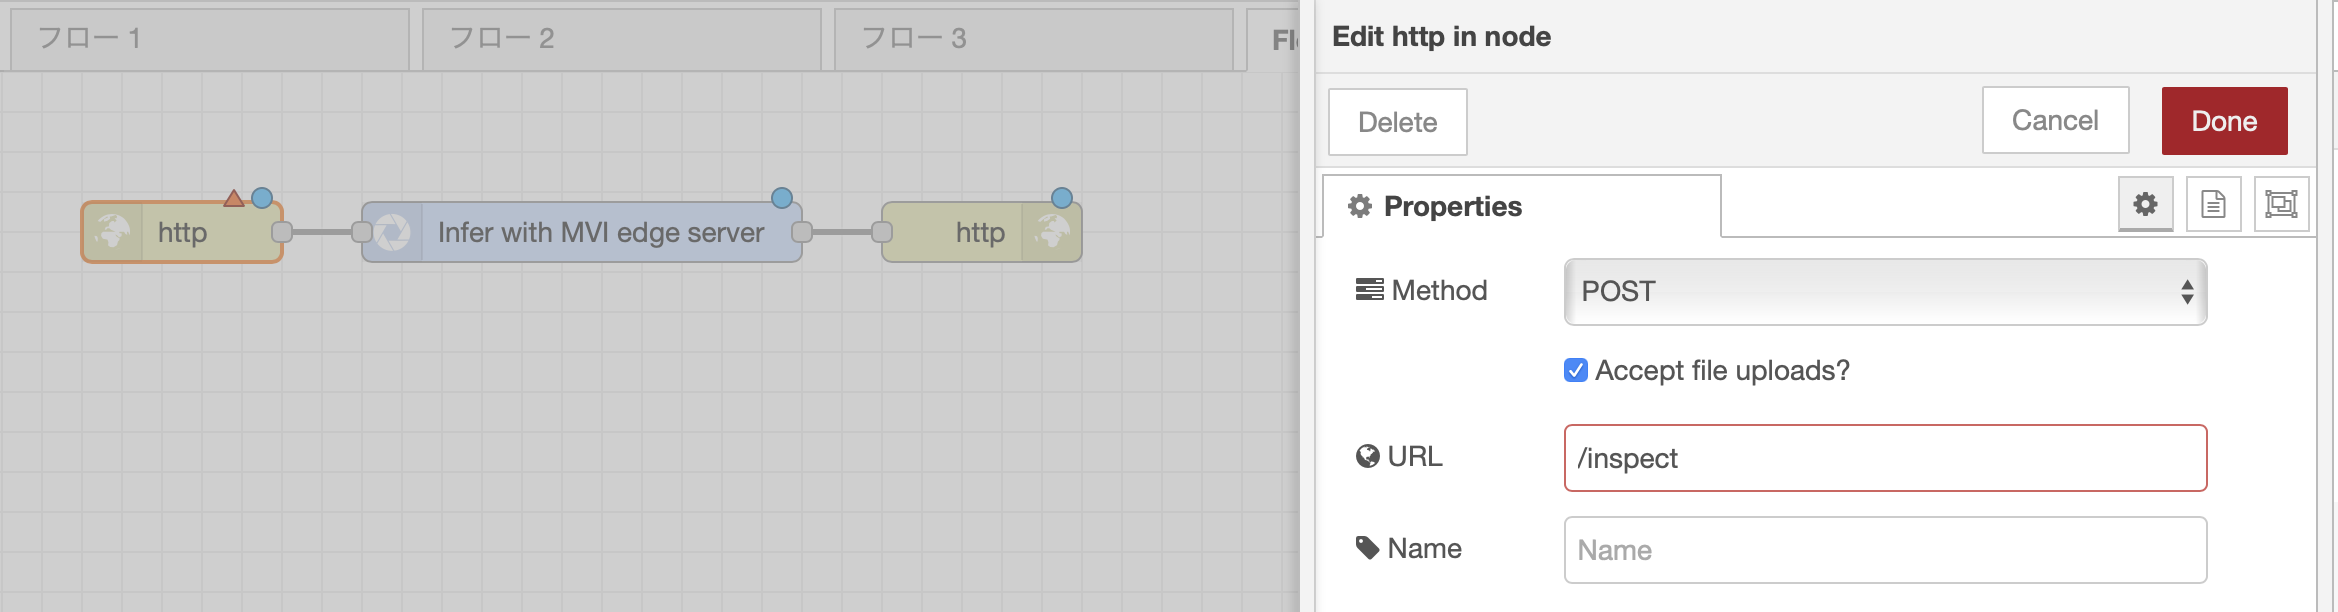 フロー 1
フロー 2
フロー 3
http
Infer with MVI edge server
http
Edit http in node
Delete
Cancel
Done
Properties
Method
POST
Accept file uploads?
URL
/inspect
Name
Name